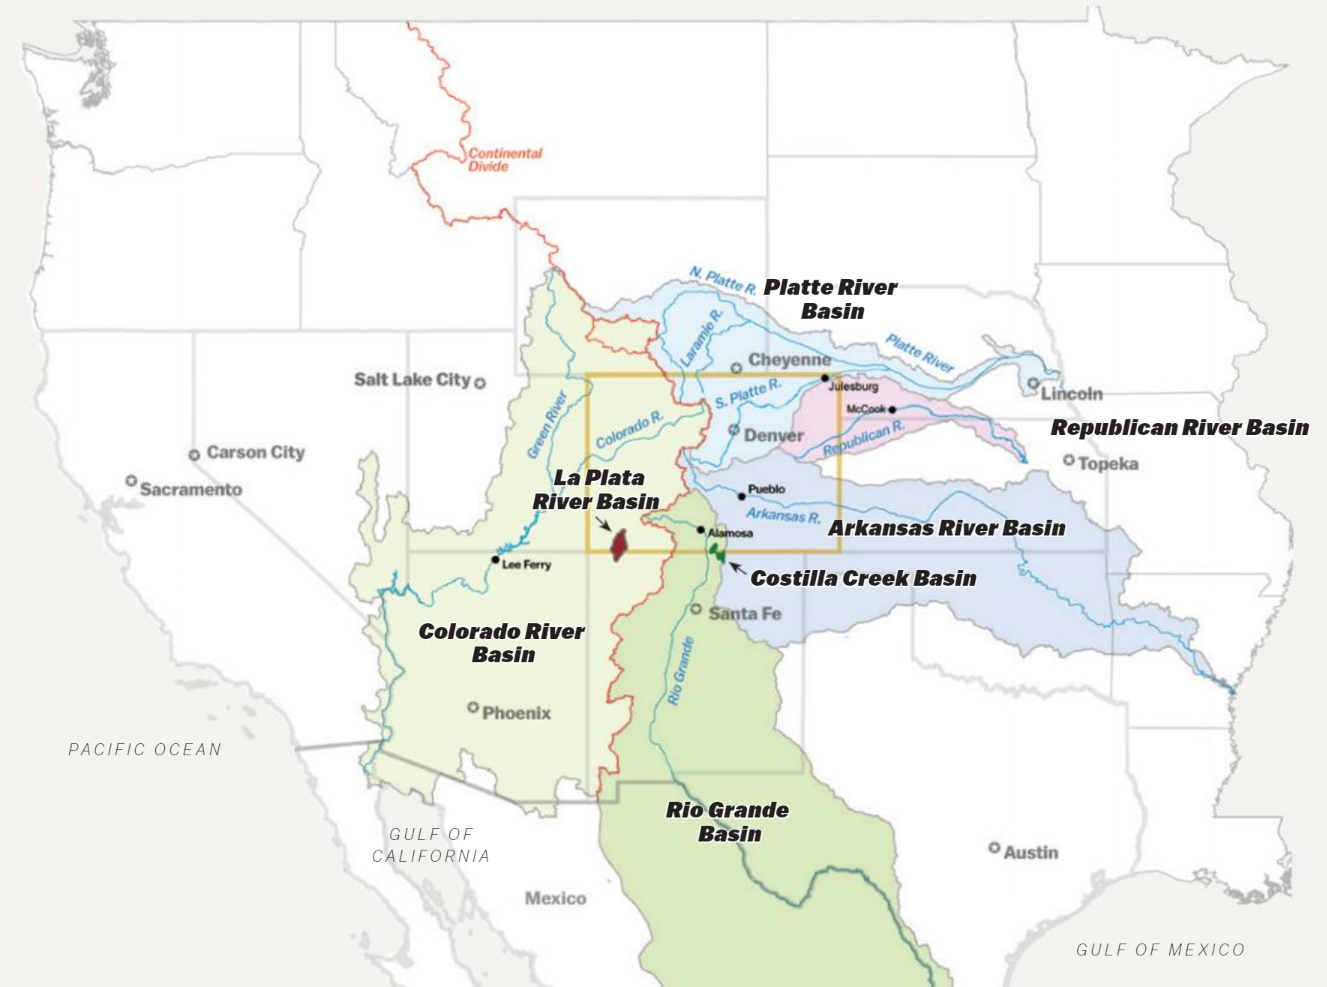 Continental
Divide
N. Platte R.
Platte River
Basin
Laramie R.
Platte River
Cheyenne
Salt Lake City
Julesburg
Lincoln
S. Platte R.
McCook
Green River
Colorado R.
Denver
Republican R.
Republican River Basin
Carson City
Topeka
Sacramento
La Plata
River Basin
Pueblo
Arkansas R.
Arkansas River Basin
Alamosa
Lee Ferry
Costilla Creek Basin
Santa Fe
Colorado River
Basin
Rio Grande
Phoenix
PACIFIC OCEAN
Rio Grande
Basin
GULF OF
CALIFORNIA
Austin
Mexico
GULF OF MEXICO